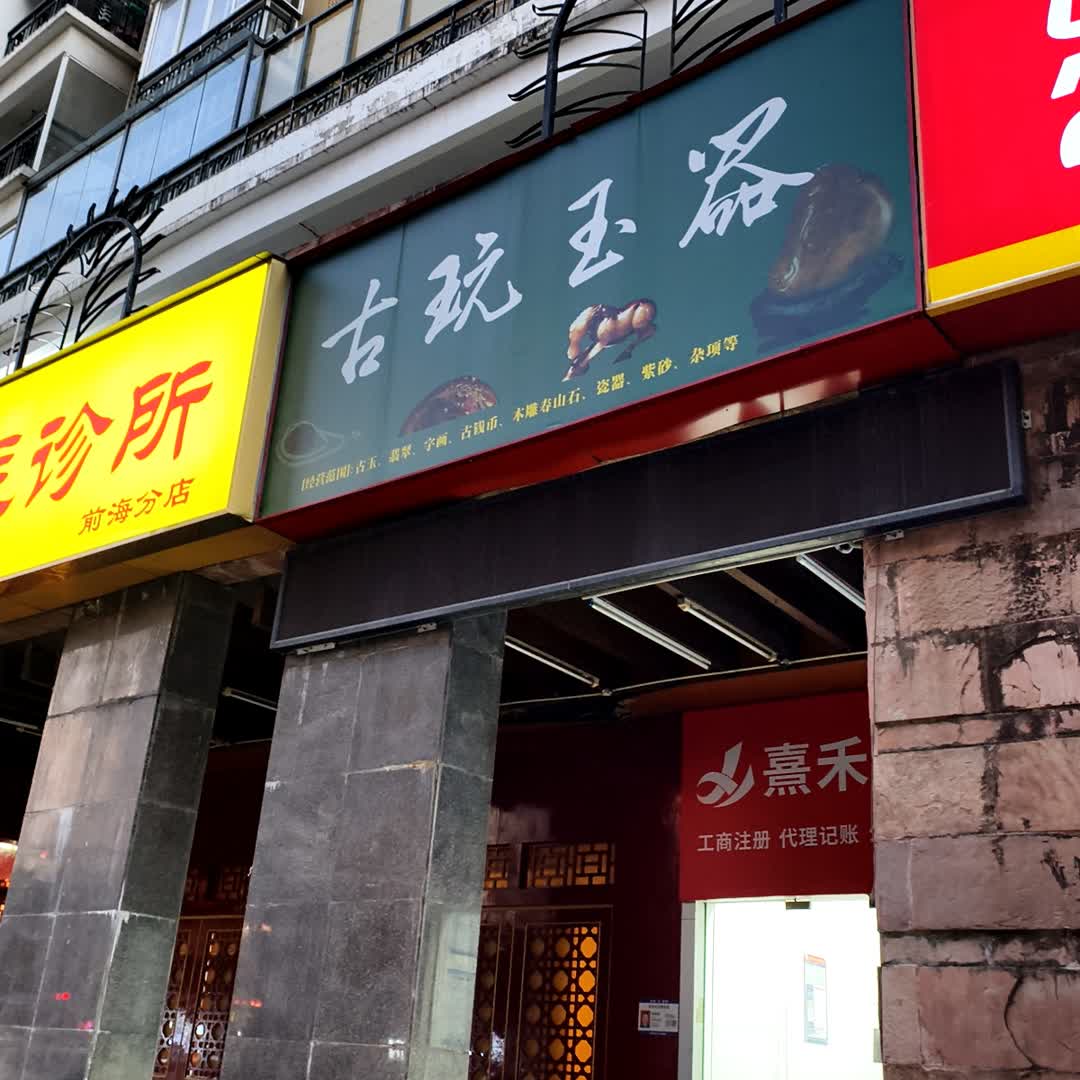 古玩玉器
[经营范围]:古玉、翡翠、字画、古钱币、木雕寿山石、瓷器、紫砂、杂项等
诊所
前海分店
熹禾
工商注册 代理记账